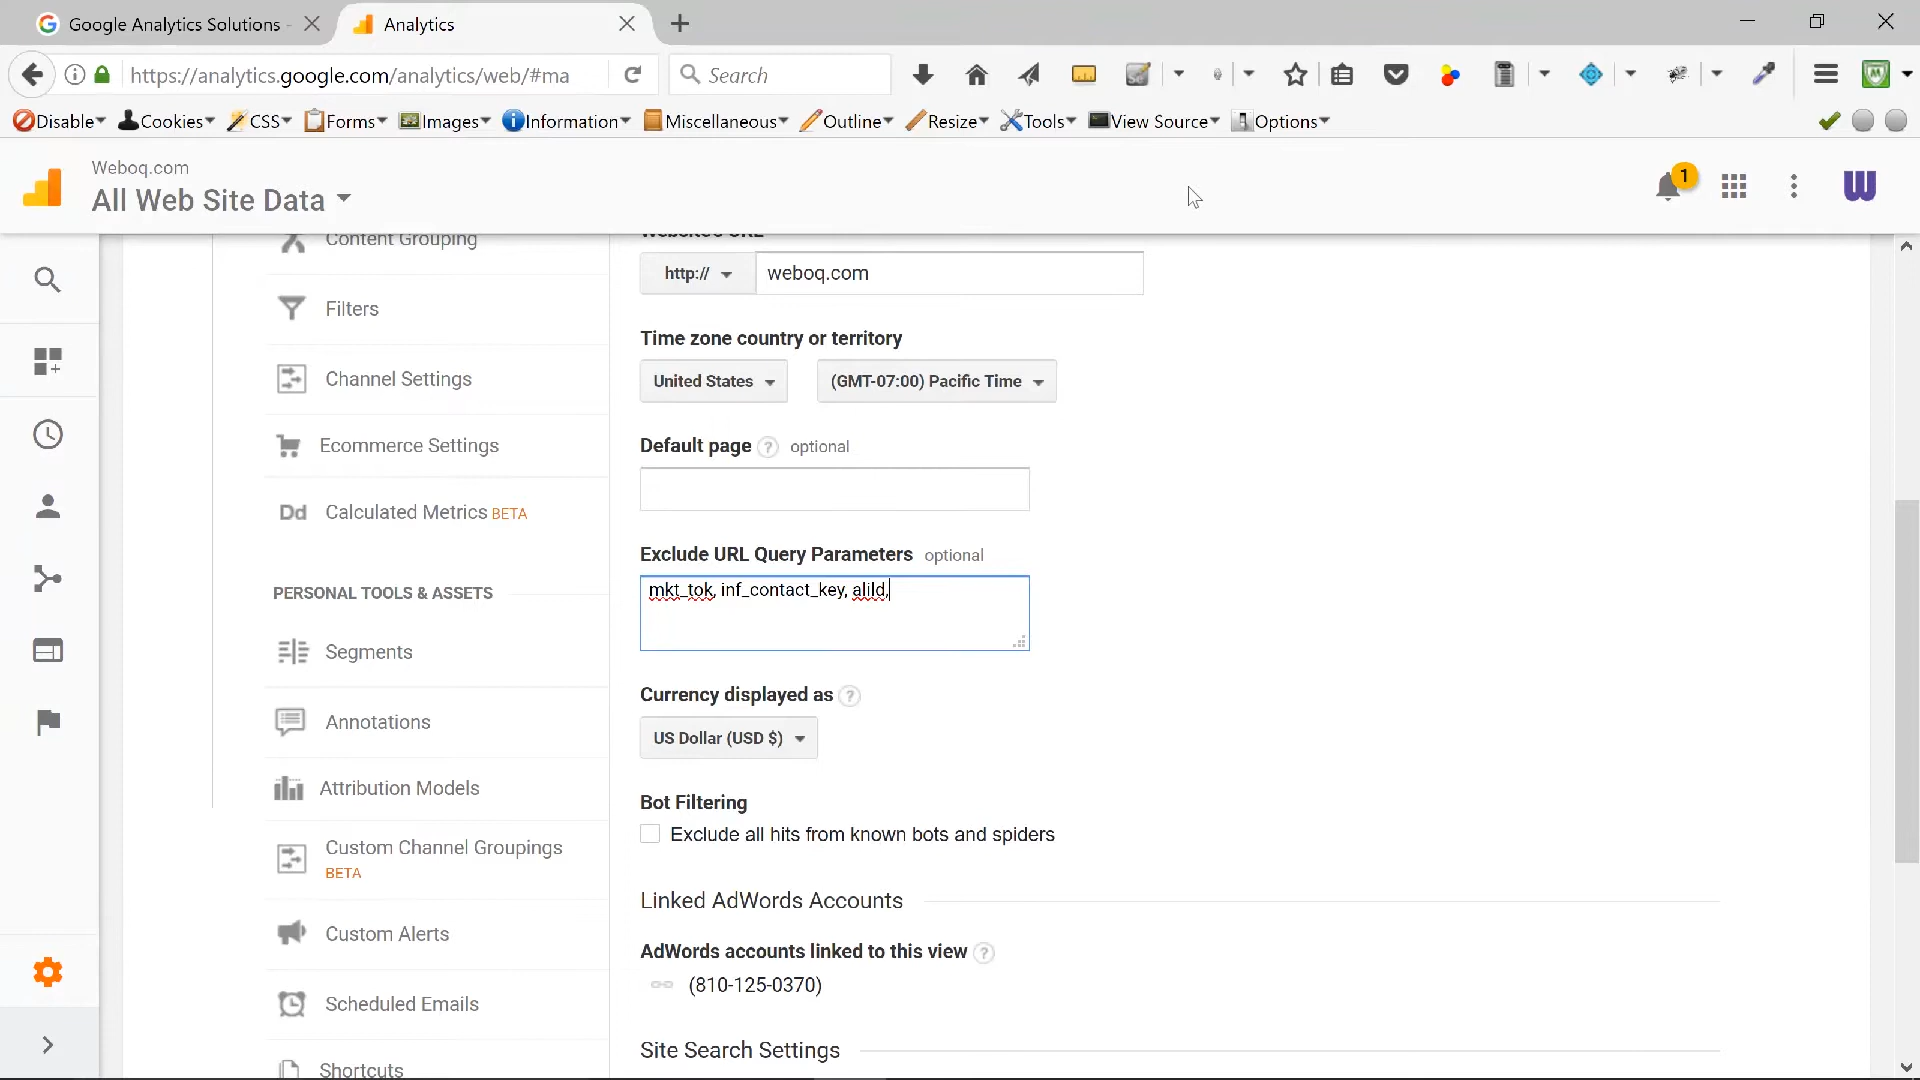 Google Analytics Solutions -
Analytics
https://analytics.google.com/analytics/web/#ma
Search
Disable
Cookies
CSS
Forms
Images
Information
Miscellaneous
Outline
Resize
Tools
View Source
Options
Weboq.com
All Web Site Data
1
Content Grouping
Filters
Channel Settings
Ecommerce Settings
Dd Calculated Metrics BETA
PERSONAL TOOLS & ASSETS
Segments
Annotations
Attribution Models
Custom Channel Groupings
BETA
Custom Alerts
Scheduled Emails
Shortcuts
http:// weboq.com
Time zone country or territory
United States (GMT-07:00) Pacific Time
Default page ? optional
Exclude URL Query Parameters optional
mkt_tok, inf_contact_key, alild,
Currency displayed as ?
US Dollar (USD $)
Bot Filtering
Exclude all hits from known bots and spiders
Linked AdWords Accounts
AdWords accounts linked to this view ?
(810-125-0370)
Site Search Settings